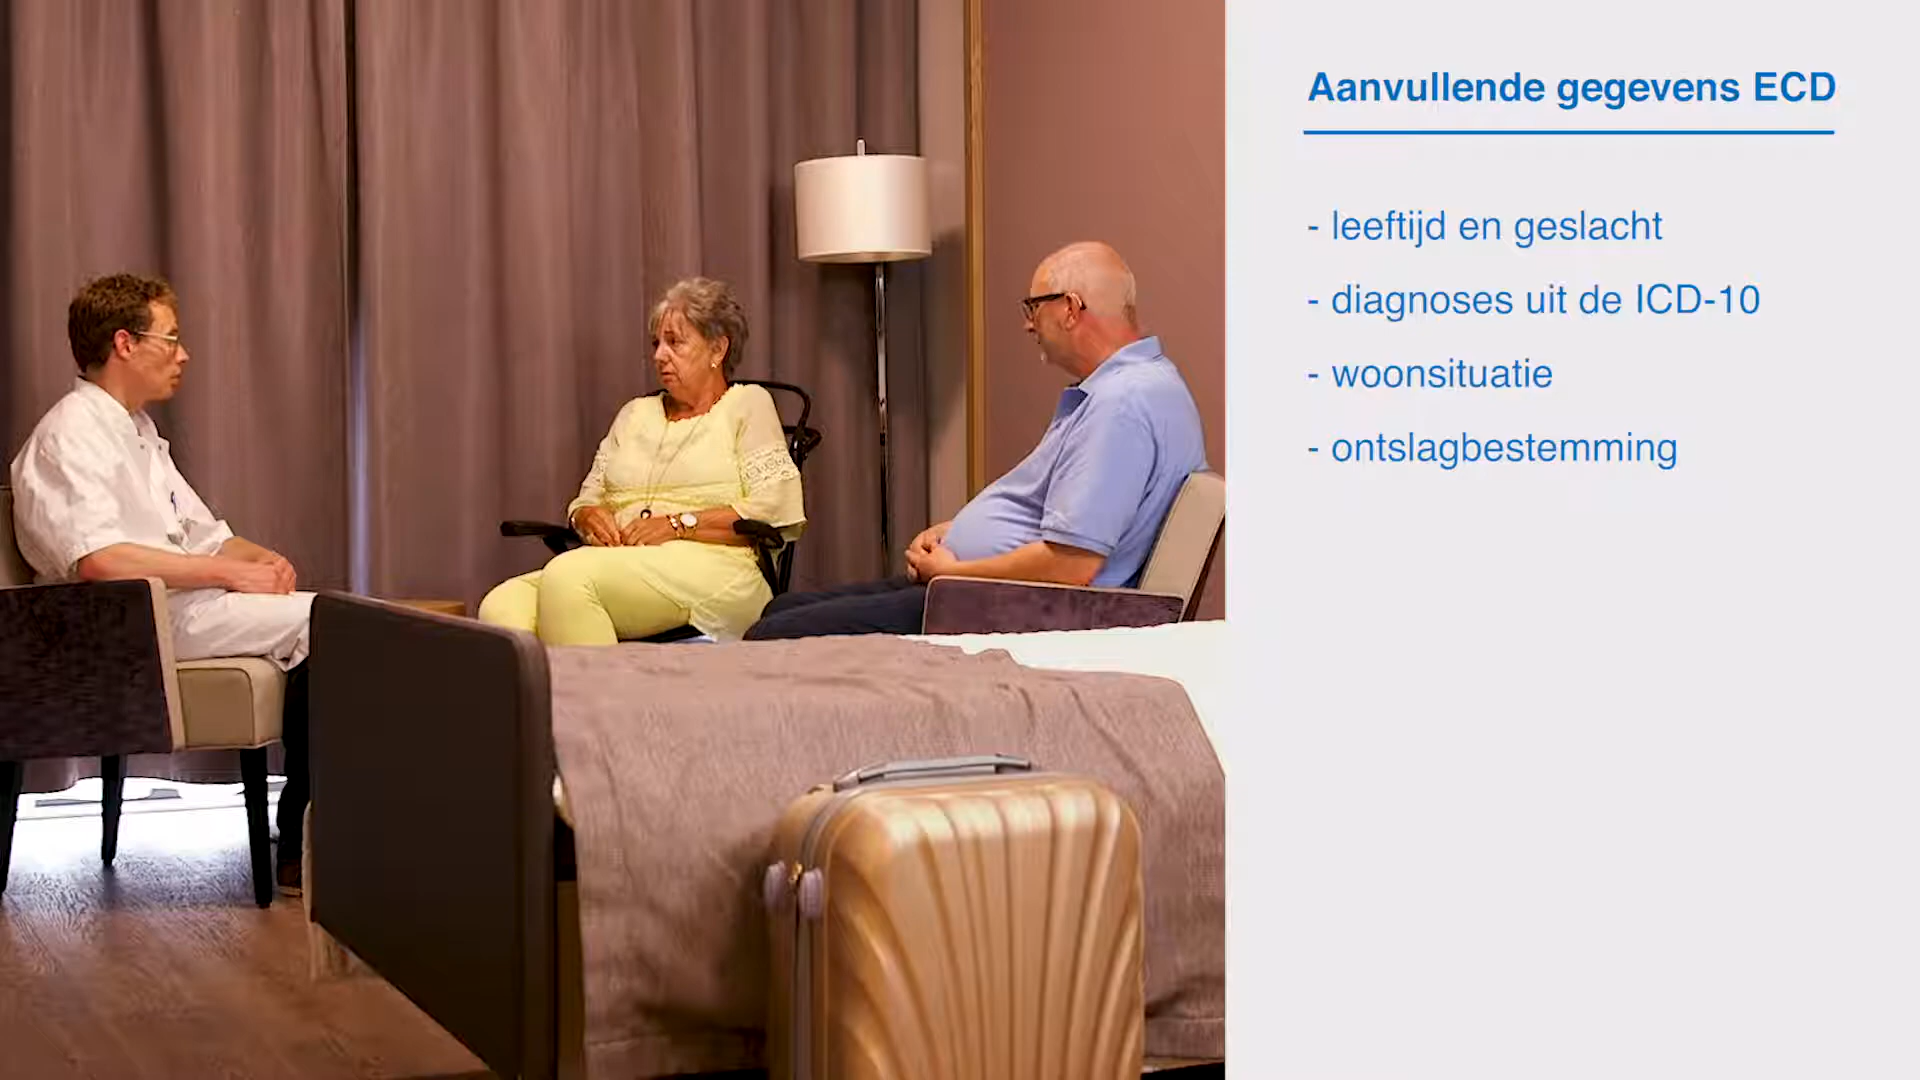 Aanvullende gegevens ECD
- leeftijd en geslacht
- diagnoses uit de ICD-10
- woonsituatie
- ontslagbestemming